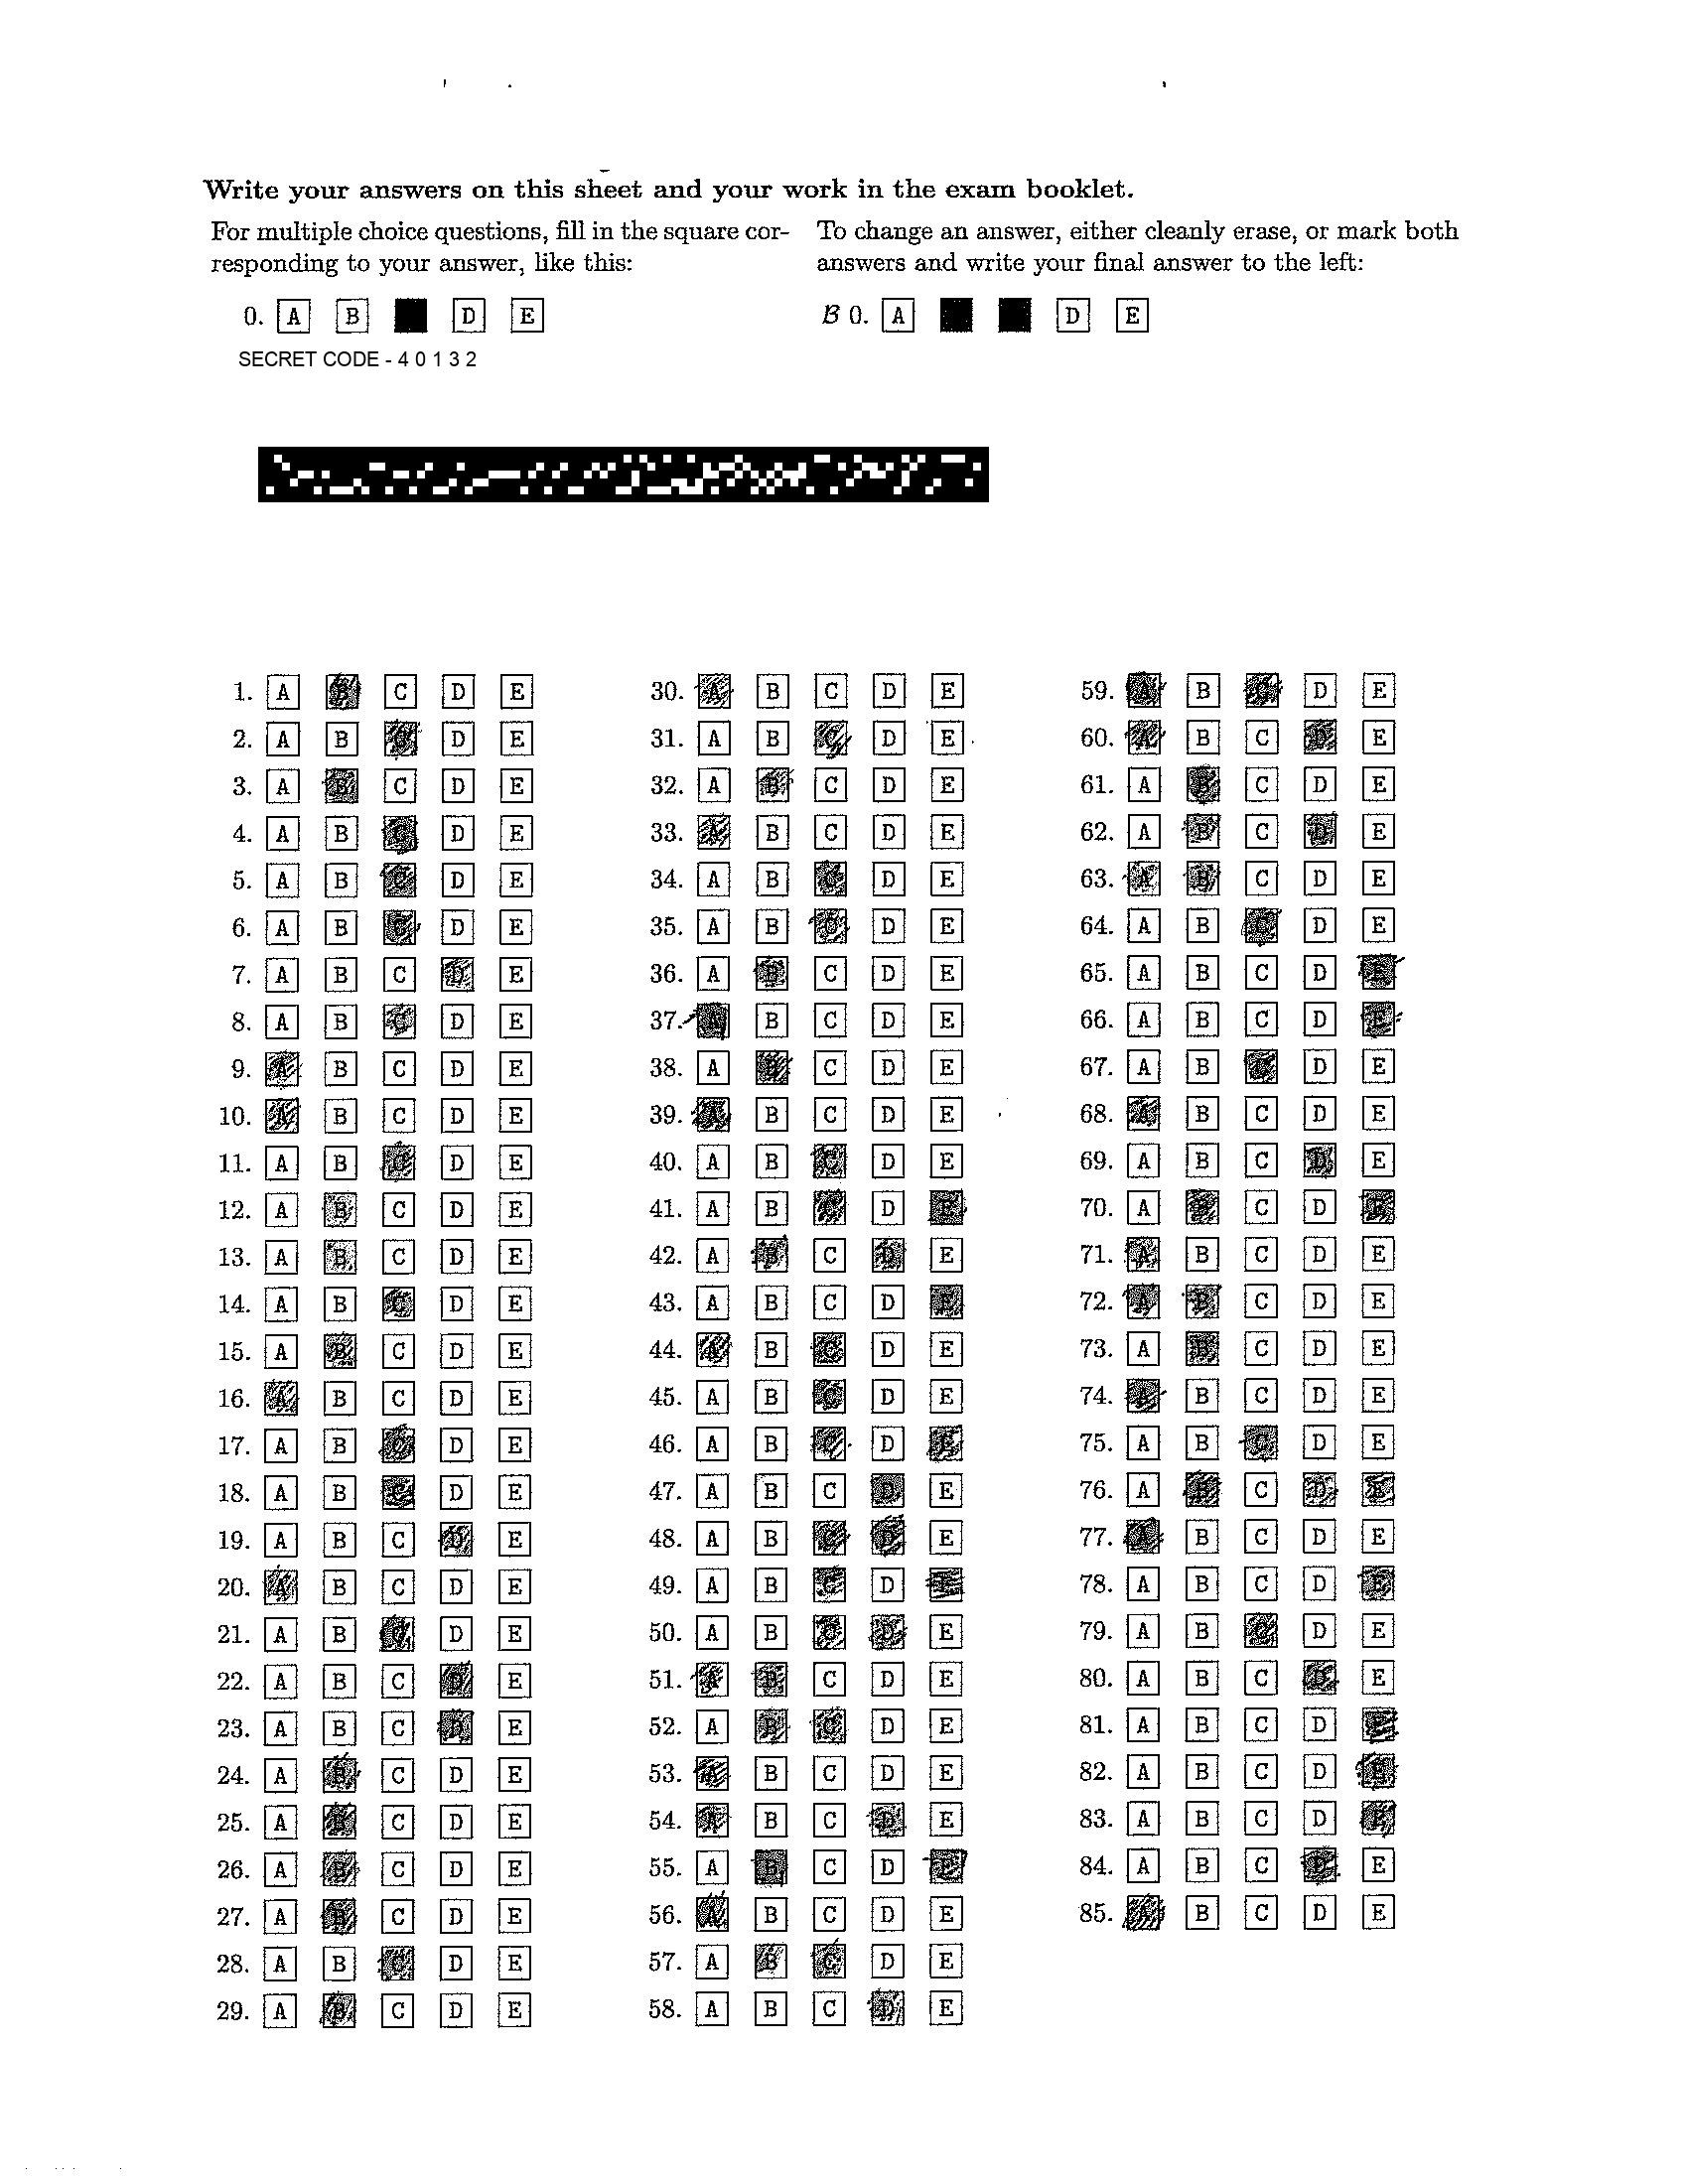 Write your answers on this sheet and your work in the exam booklet.
For multiple choice questions, fill in the square cor-
responding to your answer, like this:
To change an answer, either cleanly erase, or mark both
answers and write your final answer to the left:
0. A B D E
B 0. A D E
SECRET CODE - 4 0 1 3 2
1. A B C D E
2. A B C D E
3. A B C D E
4. A B C D E
5. A B C D E
6. A B C D E
7. A B C D E
8. A B C D E
9. A B C D E
10. A B C D E
11. A B C D E
12. A B C D E
13. A B C D E
14. A B C D E
15. A B C D E
16. A B C D E
17. A B C D E
18. A B C D E
19. A B C D E
20. A B C D E
21. A B C D E
22. A B C D E
23. A B C D E
24. A B C D E
25. A B C D E
26. A B C D E
27. A B C D E
28. A B C D E
29. A B C D E
30. A B C D E
31. A B C D E
32. A B C D E
33. A B C D E
34. A B C D E
35. A B C D E
36. A B C D E
37. A B C D E
38. A B C D E
39. A B C D E
40. A B C D E
41. A B C D E
42. A B C D E
43. A B C D E
44. A B C D E
45. A B C D E
46. A B C D E
47. A B C D E
48. A B C D E
49. A B C D E
50. A B C D E
51. A B C D E
52. A B C D E
53. A B C D E
54. A B C D E
55. A B C D E
56. A B C D E
57. A B C D E
58. A B C D E
59. A B C D E
60. A B C D E
61. A B C D E
62. A B C D E
63. A B C D E
64. A B C D E
65. A B C D E
66. A B C D E
67. A B C D E
68. A B C D E
69. A B C D E
70. A B C D E
71. A B C D E
72. A B C D E
73. A B C D E
74. A B C D E
75. A B C D E
76. A B C D E
77. A B C D E
78. A B C D E
79. A B C D E
80. A B C D E
81. A B C D E
82. A B C D E
83. A B C D E
84. A B C D E
85. A B C D E